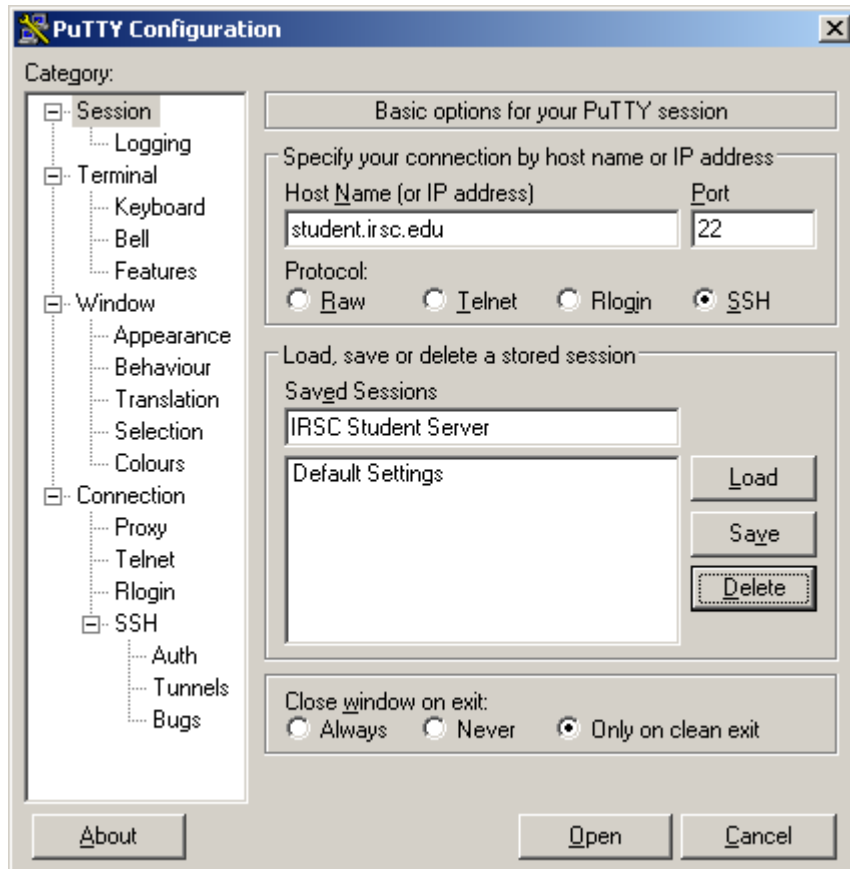 PuTTY Configuration
Category:
Session
Logging
Terminal
Keyboard
Bell
Features
Window
Appearance
Behaviour
Translation
Selection
Colours
Connection
Proxy
Telnet
Rlogin
SSH
Auth
Tunnels
Bugs
Basic options for your PuTTY session
Specify your connection by host name or IP address
Host Name (or IP address) Port
student.irsc.edu 22
Protocol:
Raw Telnet Rlogin SSH
Load, save or delete a stored session
Saved Sessions
IRSC Student Server
Default Settings
Load
Save
Delete
Close window on exit:
Always Never Only on clean exit
About Open Cancel